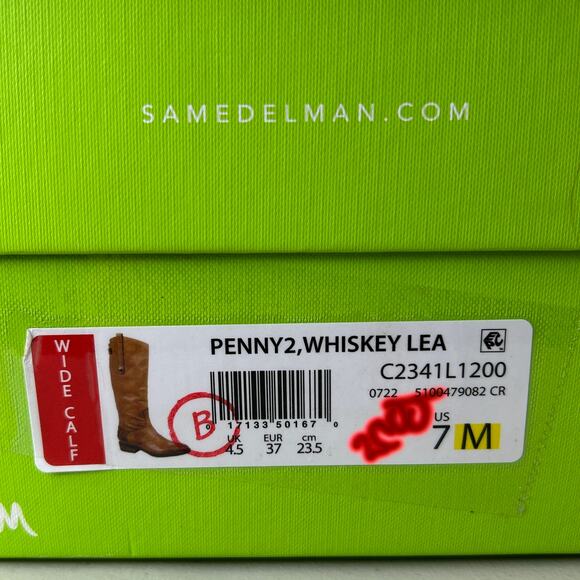 SAMEDELMAN.COM
WIDE CALF
PENNY2,WHISKEY LEA
C2341L1200
0722 5100479082 CR
B
0 17133 50167 0
UK EUR cm
4.5 37 23.5
US
7 M
M